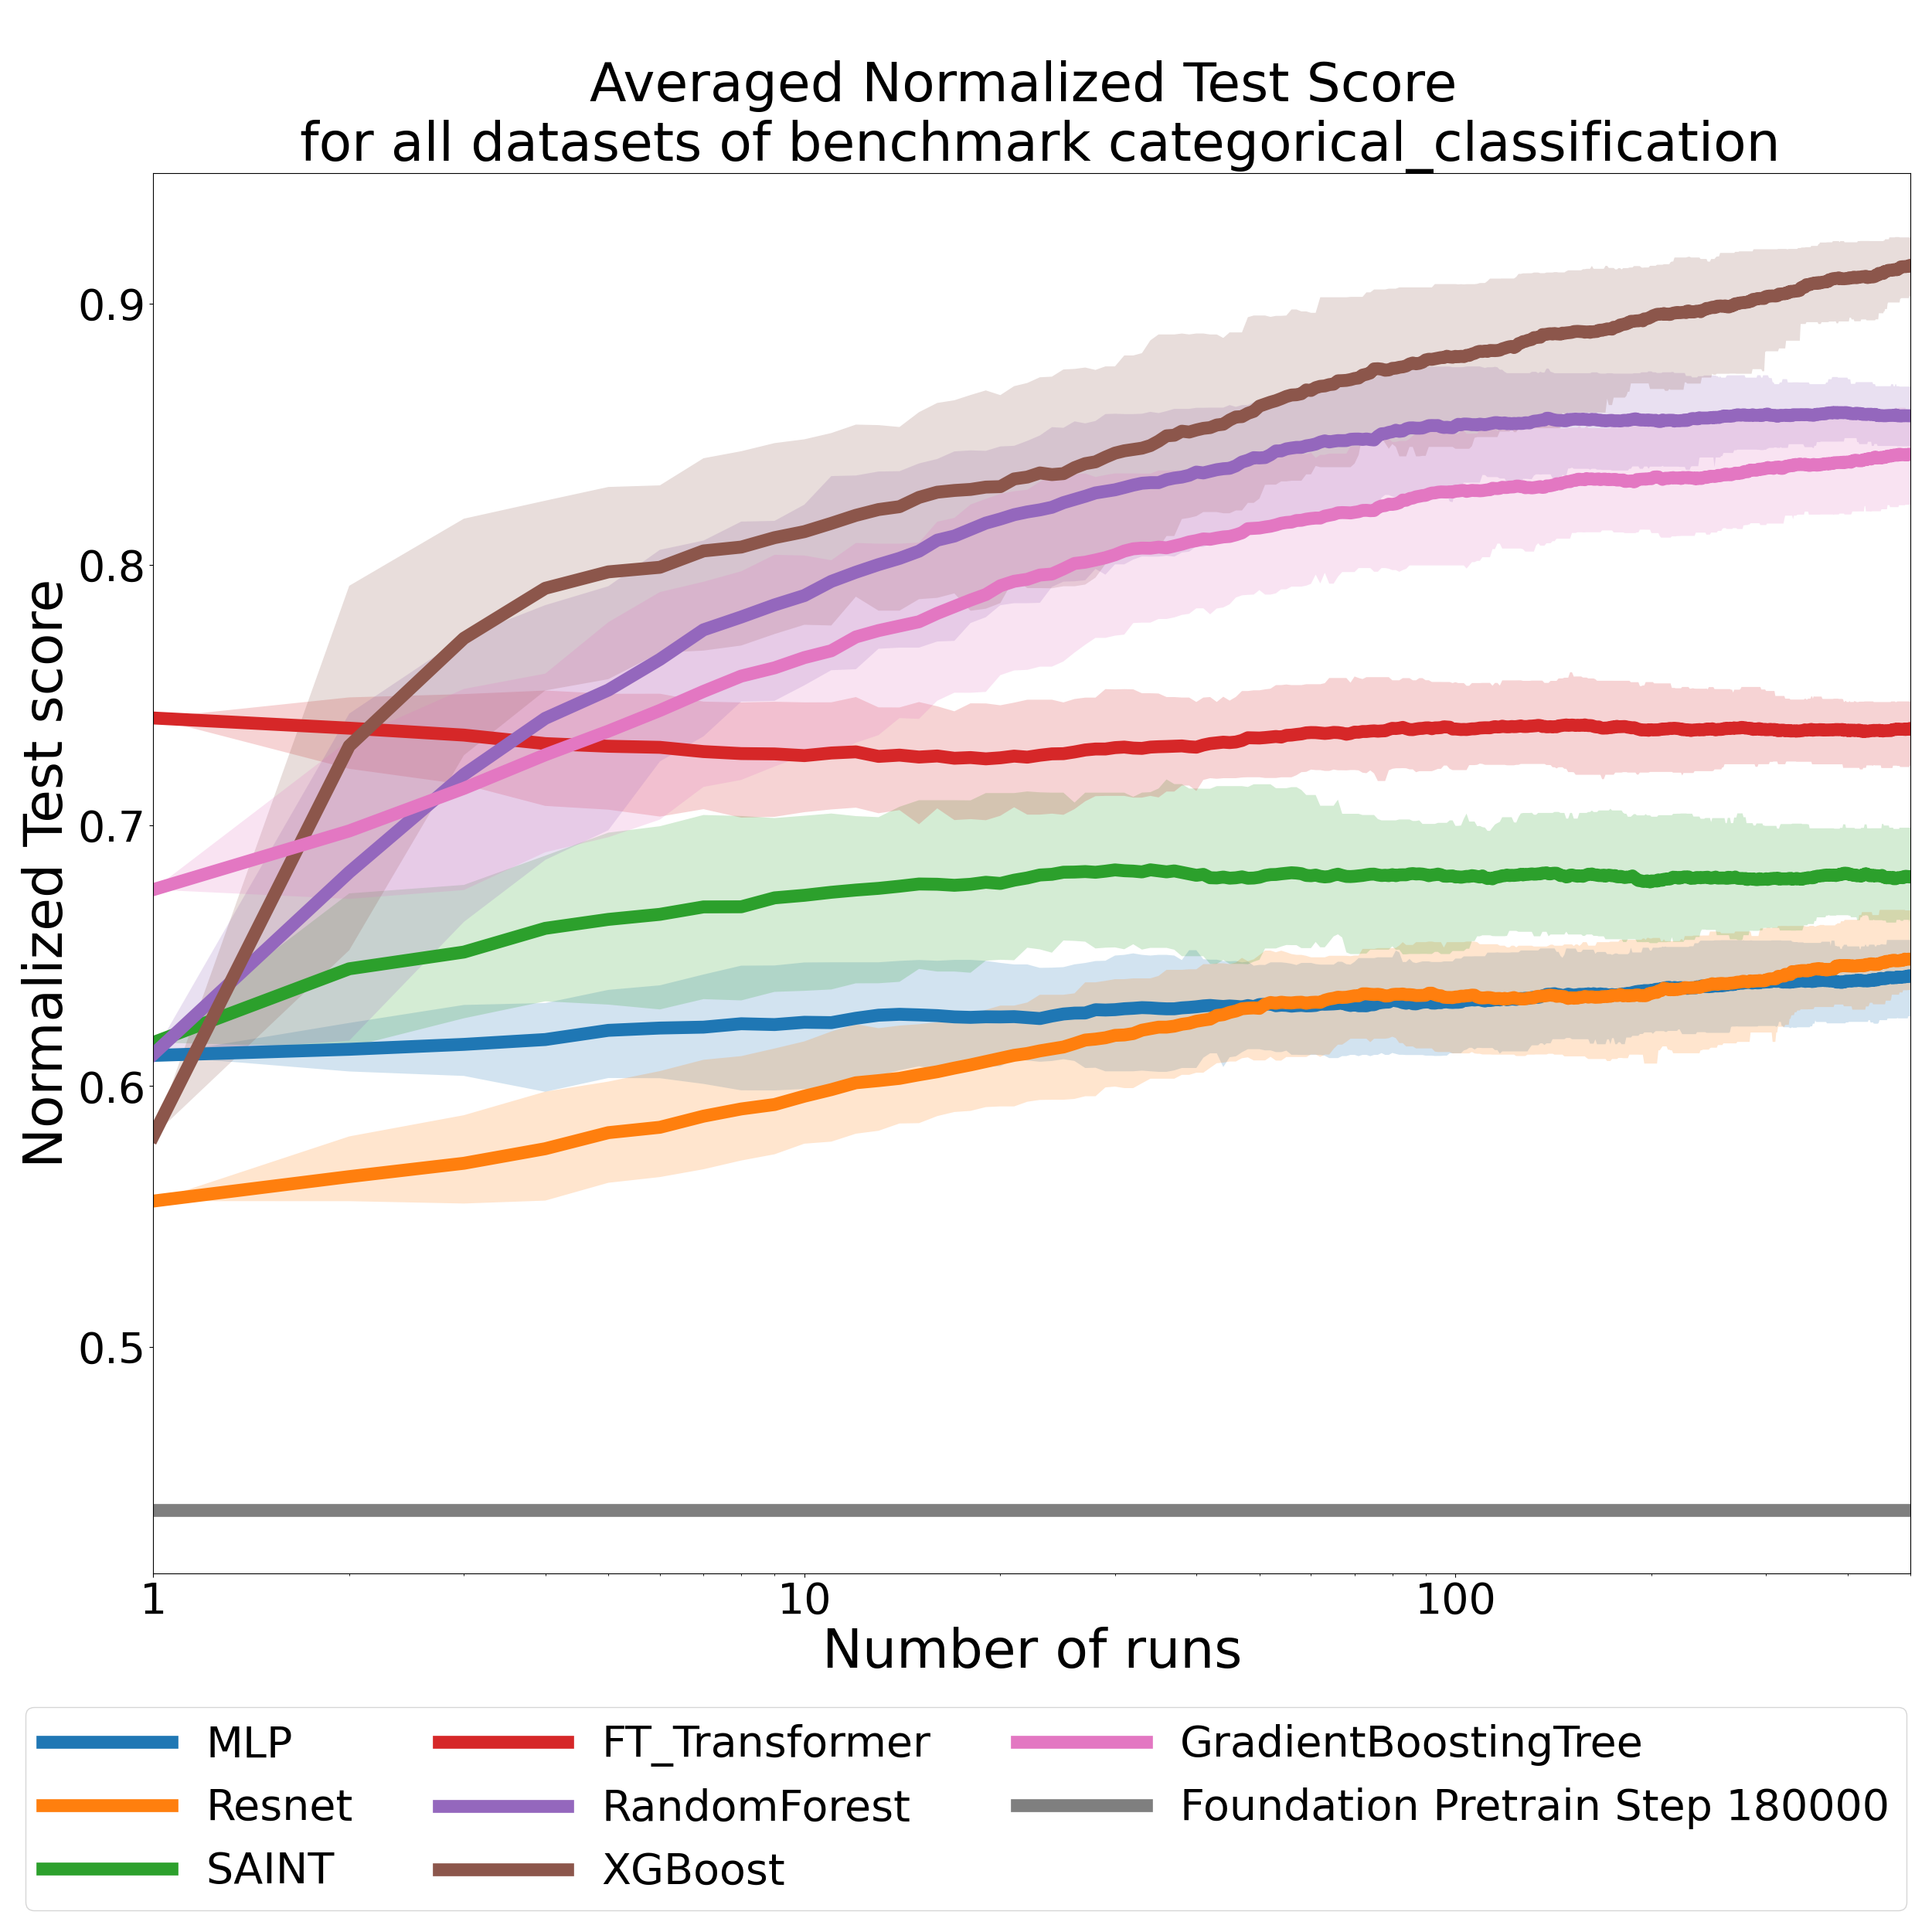 Averaged Normalized Test Score
for all datasets of benchmark categorical_classification
Normalized Test score
0.9
0.8
0.7
0.6
0.5
1
10
100
Number of runs
MLP
Resnet
SAINT
FT_Transformer
RandomForest
XGBoost
GradientBoostingTree
Foundation Pretrain Step 180000